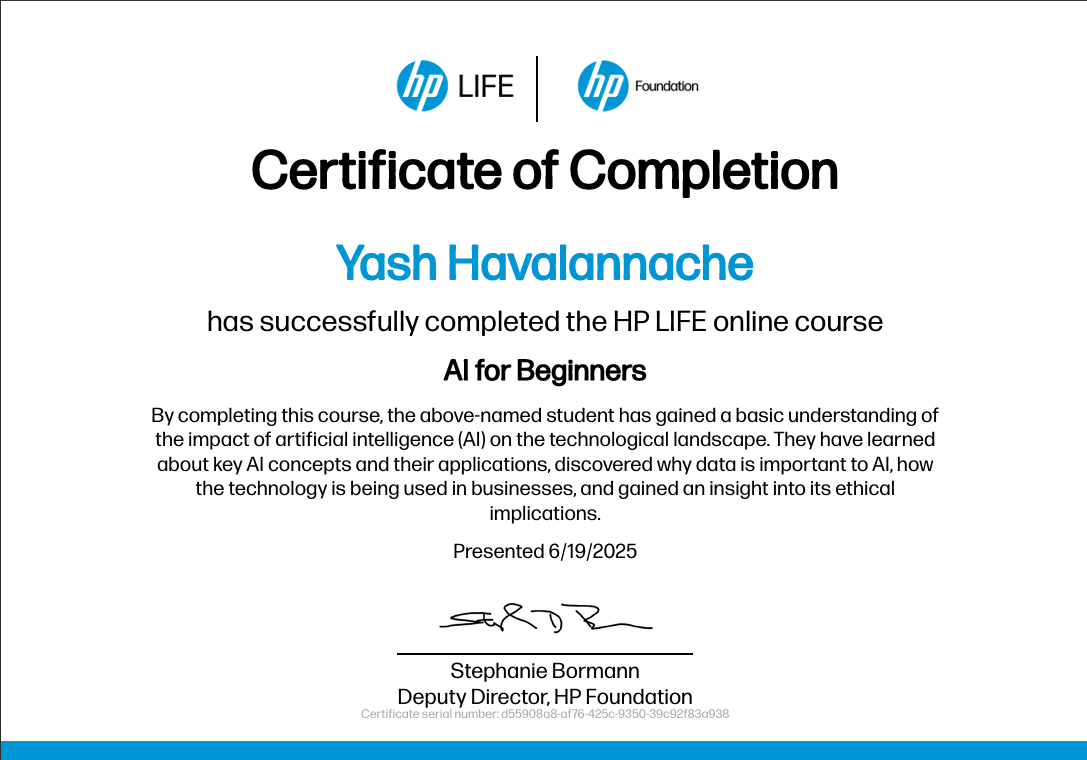 hp LIFE hp Foundation
Certificate of Completion
Yash Havalannache
has successfully completed the HP LIFE online course
AI for Beginners
By completing this course, the above-named student has gained a basic understanding of
the impact of artificial intelligence (AI) on the technological landscape. They have learned
about key AI concepts and their applications, discovered why data is important to AI, how
the technology is being used in businesses, and gained an insight into its ethical
implications.
Presented 6/19/2025
Stephanie Bormann
Deputy Director, HP Foundation
Certificate serial number: d55908a8-af76-425c-9350-39c92f83a938